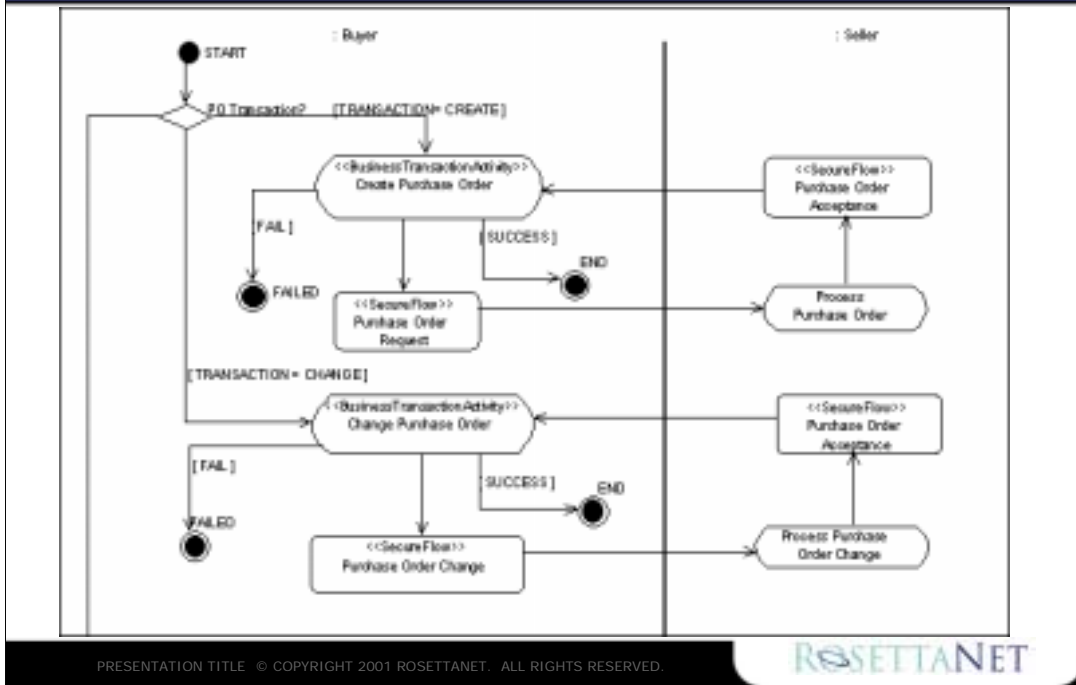 : Buyer
: Seller
START
PO Transaction?
[TRANSACTION= CREATE]
<<BusinessTransactionActivity>>
Create Purchase Order
<<SecureFlow>>
Purchase Order
Acceptance
[FAIL]
[SUCCESS]
END
FAILED
<<SecureFlow>>
Purchase Order
Request
Process
Purchase Order
[TRANSACTION = CHANGE]
<<BusinessTransactionActivity>>
Change Purchase Order
<<SecureFlow>>
Purchase Order
Acceptance
[FAIL]
[SUCCESS]
END
FAILED
<<SecureFlow>>
Purchase Order Change
Process Purchase
Order Change
PRESENTATION TITLE © COPYRIGHT 2001 ROSETTANET. ALL RIGHTS RESERVED.
ROSETTANET